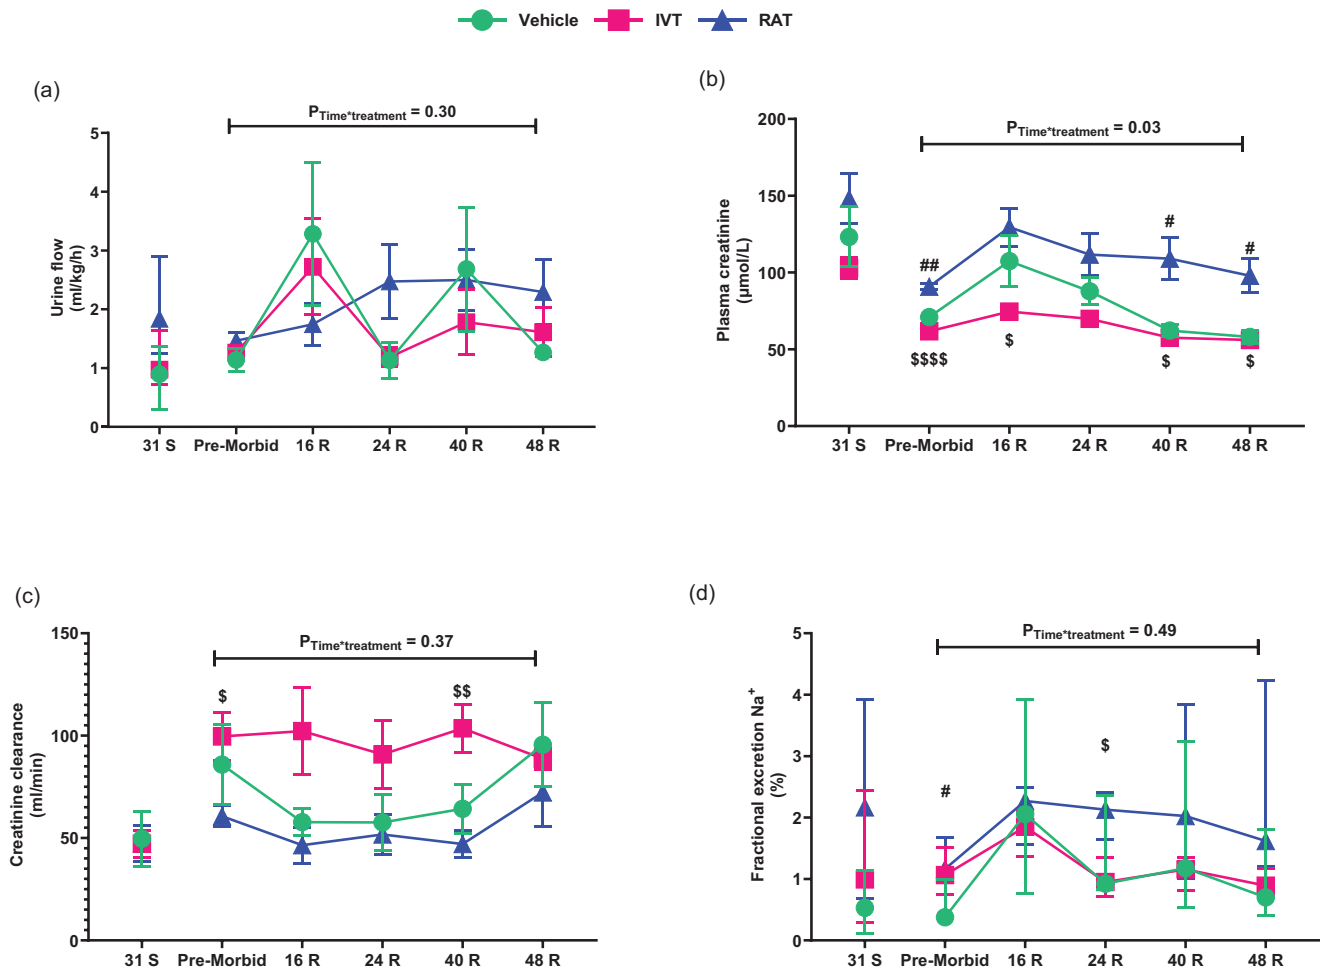 Vehicle IVT RAT
(a)
P Time*treatment = 0.30
Urine flow
(ml/kg/h)
5
4
3
2
1
0
31 S Pre-Morbid 16 R 24 R 40 R 48 R
(b)
P Time*treatment = 0.03
Plasma creatinine
(µmol/L)
200
150
100
50
0
##
#
#
$$$$
$
$
$
31 S Pre-Morbid 16 R 24 R 40 R 48 R
(c)
P Time*treatment = 0.37
Creatinine clearance
(ml/min)
150
100
50
0
$
$$
31 S Pre-Morbid 16 R 24 R 40 R 48 R
(d)
P Time*treatment = 0.49
Fractional excretion Na+
(%)
5
4
3
2
1
0
#
$
31 S Pre-Morbid 16 R 24 R 40 R 48 R